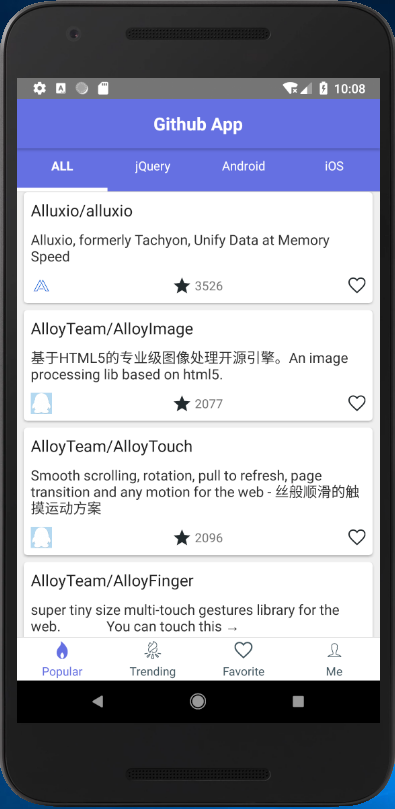 10:08
Github App
ALL jQuery Android iOS
Alluxio/alluxio
Alluxio, formerly Tachyon, Unify Data at Memory
Speed
3526
AlloyTeam/AlloyImage
基于HTML5的专业级图像处理开源引擎。An image
processing lib based on html5.
2077
AlloyTeam/AlloyTouch
Smooth scrolling, rotation, pull to refresh, page
transition and any motion for the web - 丝般顺滑的触
摸运动方案
2096
AlloyTeam/AlloyFinger
super tiny size multi-touch gestures library for the
web. You can touch this →
Popular Trending Favorite Me